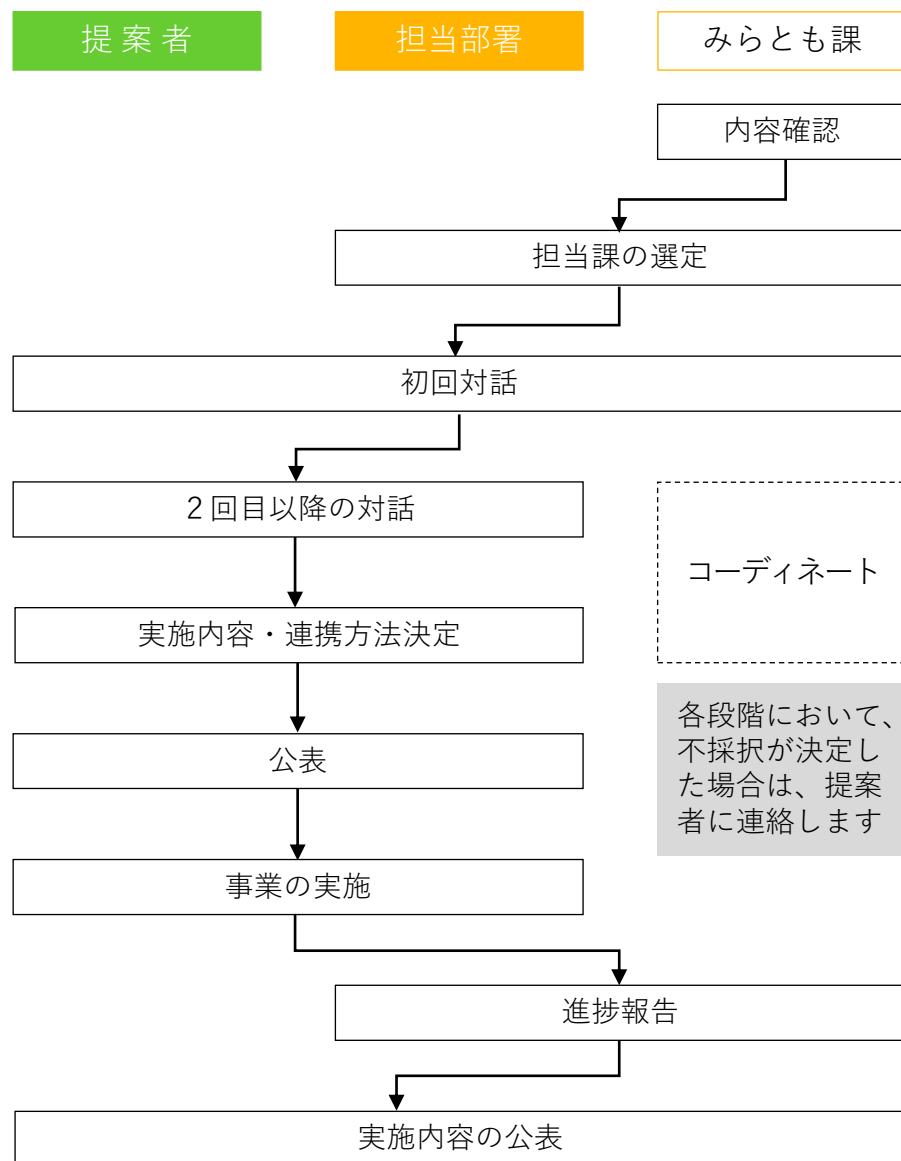 提案者
担当部署
みらとも課
内容確認
担当課の選定
初回対話
２回目以降の対話
コーディネート
実施内容・連携方法決定
各段階において、
不採択が決定し
た場合は、提案
者に連絡します
公表
事業の実施
進捗報告
実施内容の公表